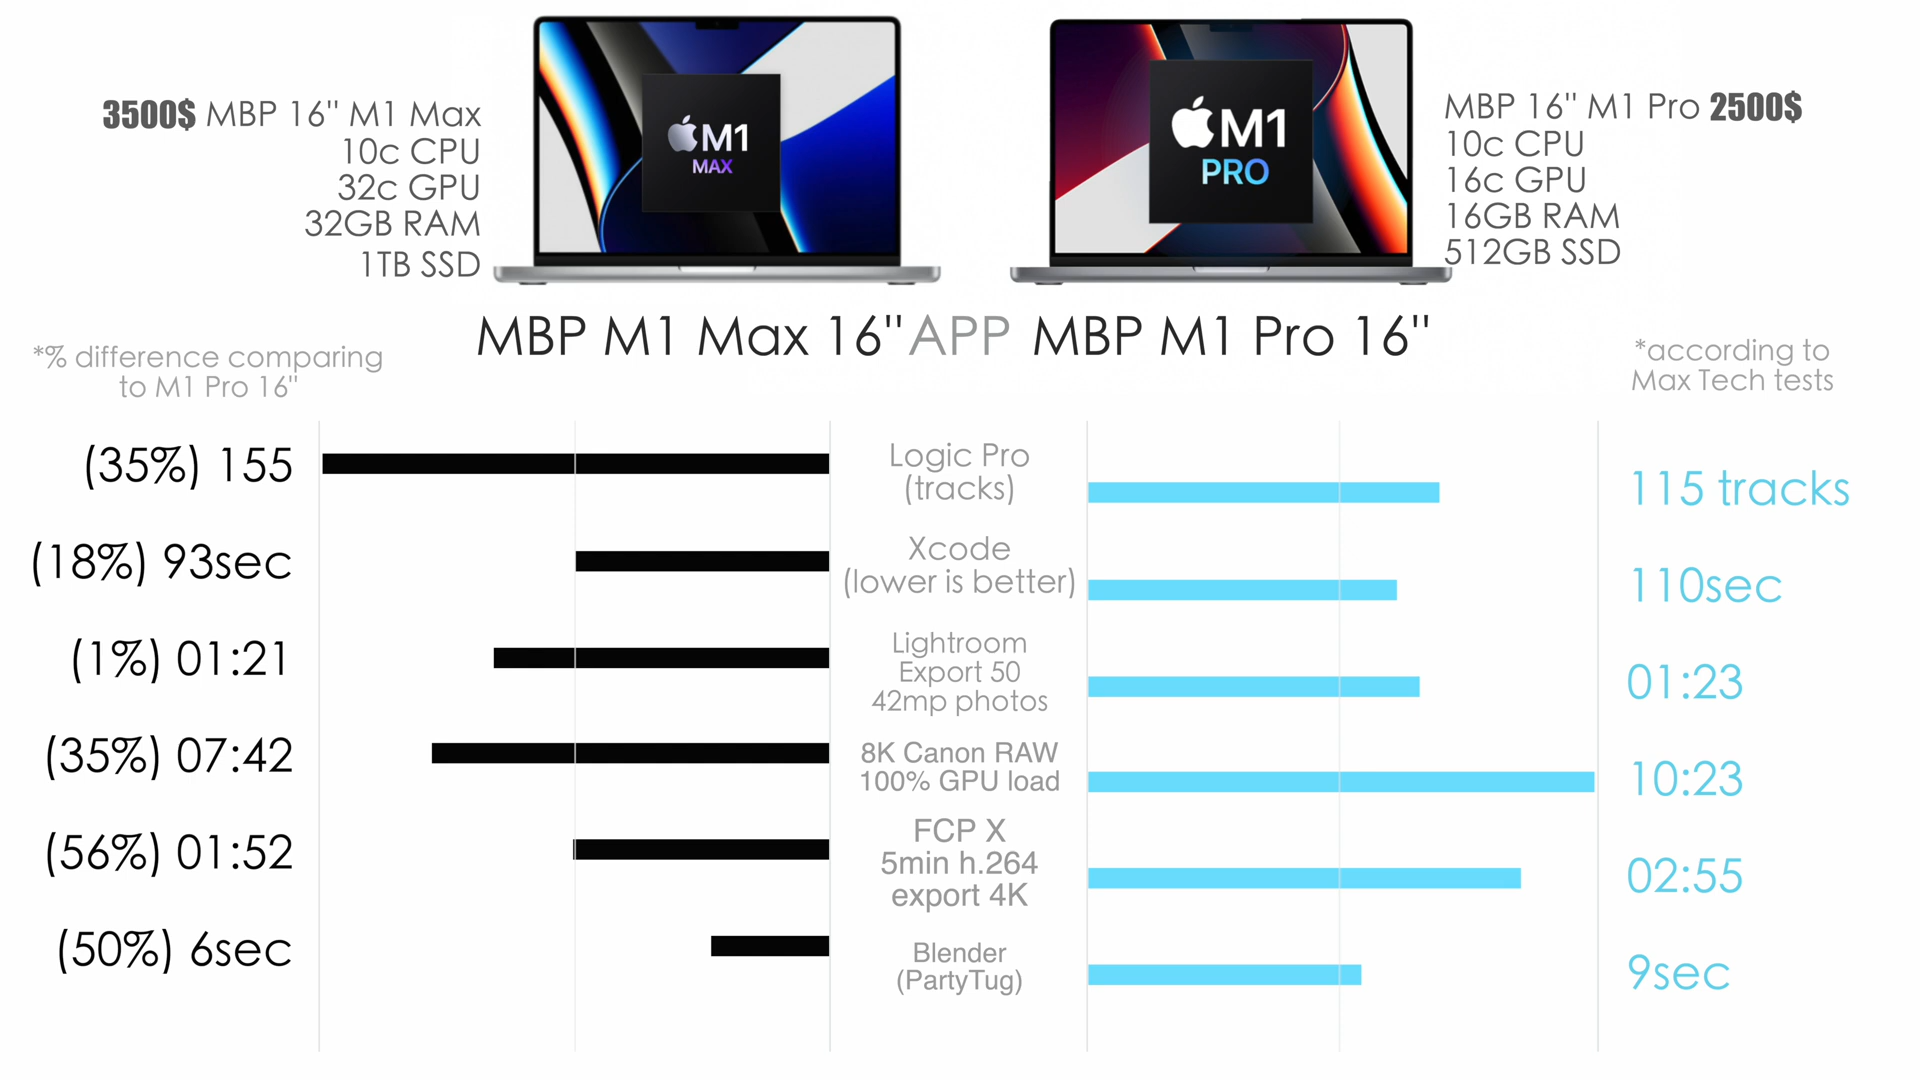 3500$ MBP 16" M1 Max
10c CPU
32c GPU
32GB RAM
1TB SSD
M1
MAX
M1
PRO
MBP 16" M1 Pro 2500$
10c CPU
16c GPU
16GB RAM
512GB SSD
MBP M1 Max 16" APP MBP M1 Pro 16"
*% difference comparing
to M1 Pro 16"
*according to
Max Tech tests
(35%) 155
Logic Pro
(tracks)
115 tracks
(18%) 93sec
Xcode
(lower is better)
110sec
(1%) 01:21
Lightroom
Export 50
42mp photos
01:23
(35%) 07:42
8K Canon RAW
100% GPU load
10:23
(56%) 01:52
FCP X
5min h.264
export 4K
02:55
(50%) 6sec
Blender
(PartyTug)
9sec